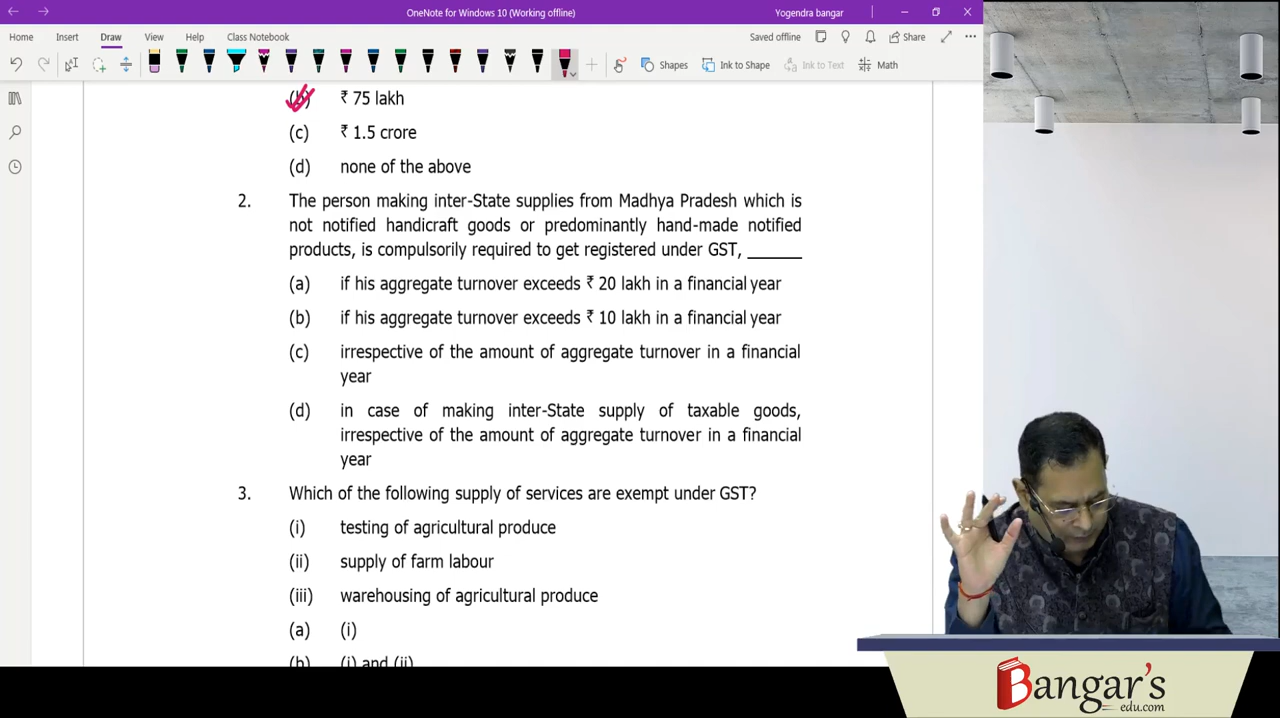 OneNote for Windows 10 (Working offline)
Yogendra bangar
Home Insert Draw View Help Class Notebook
Saved offline
Share
Shapes
Ink to Shape
Ink to Text
Math
(b) ₹ 75 lakh
(c) ₹ 1.5 crore
(d) none of the above
2. The person making inter-State supplies from Madhya Pradesh which is
not notified handicraft goods or predominantly hand-made notified
products, is compulsorily required to get registered under GST, ______
(a) if his aggregate turnover exceeds ₹ 20 lakh in a financial year
(b) if his aggregate turnover exceeds ₹ 10 lakh in a financial year
(c) irrespective of the amount of aggregate turnover in a financial
year
(d) in case of making inter-State supply of taxable goods,
irrespective of the amount of aggregate turnover in a financial
year
3. Which of the following supply of services are exempt under GST?
(i) testing of agricultural produce
(ii) supply of farm labour
(iii) warehousing of agricultural produce
(a) (i)
(b) (i) and (ii)
Bangar's
edu.com